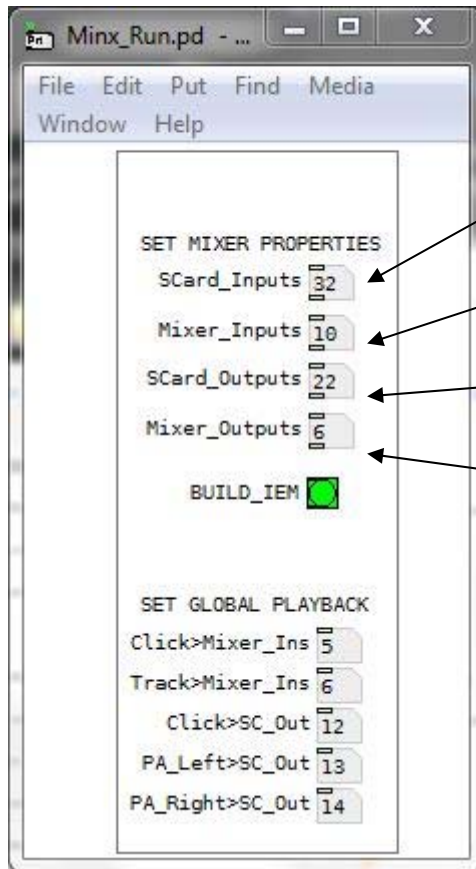 Minx_Run.pd - ...
File Edit Put Find Media
Window Help
SET MIXER PROPERTIES
SCard_Inputs 32
Mixer_Inputs 10
SCard_Outputs 22
Mixer_Outputs 6
BUILD_IEM
SET GLOBAL PLAYBACK
Click>Mixer_Ins 5
Track>Mixer_Ins 6
Click>SC_Out 12
PA_Left>SC_Out 13
PA_Right>SC_Out 14